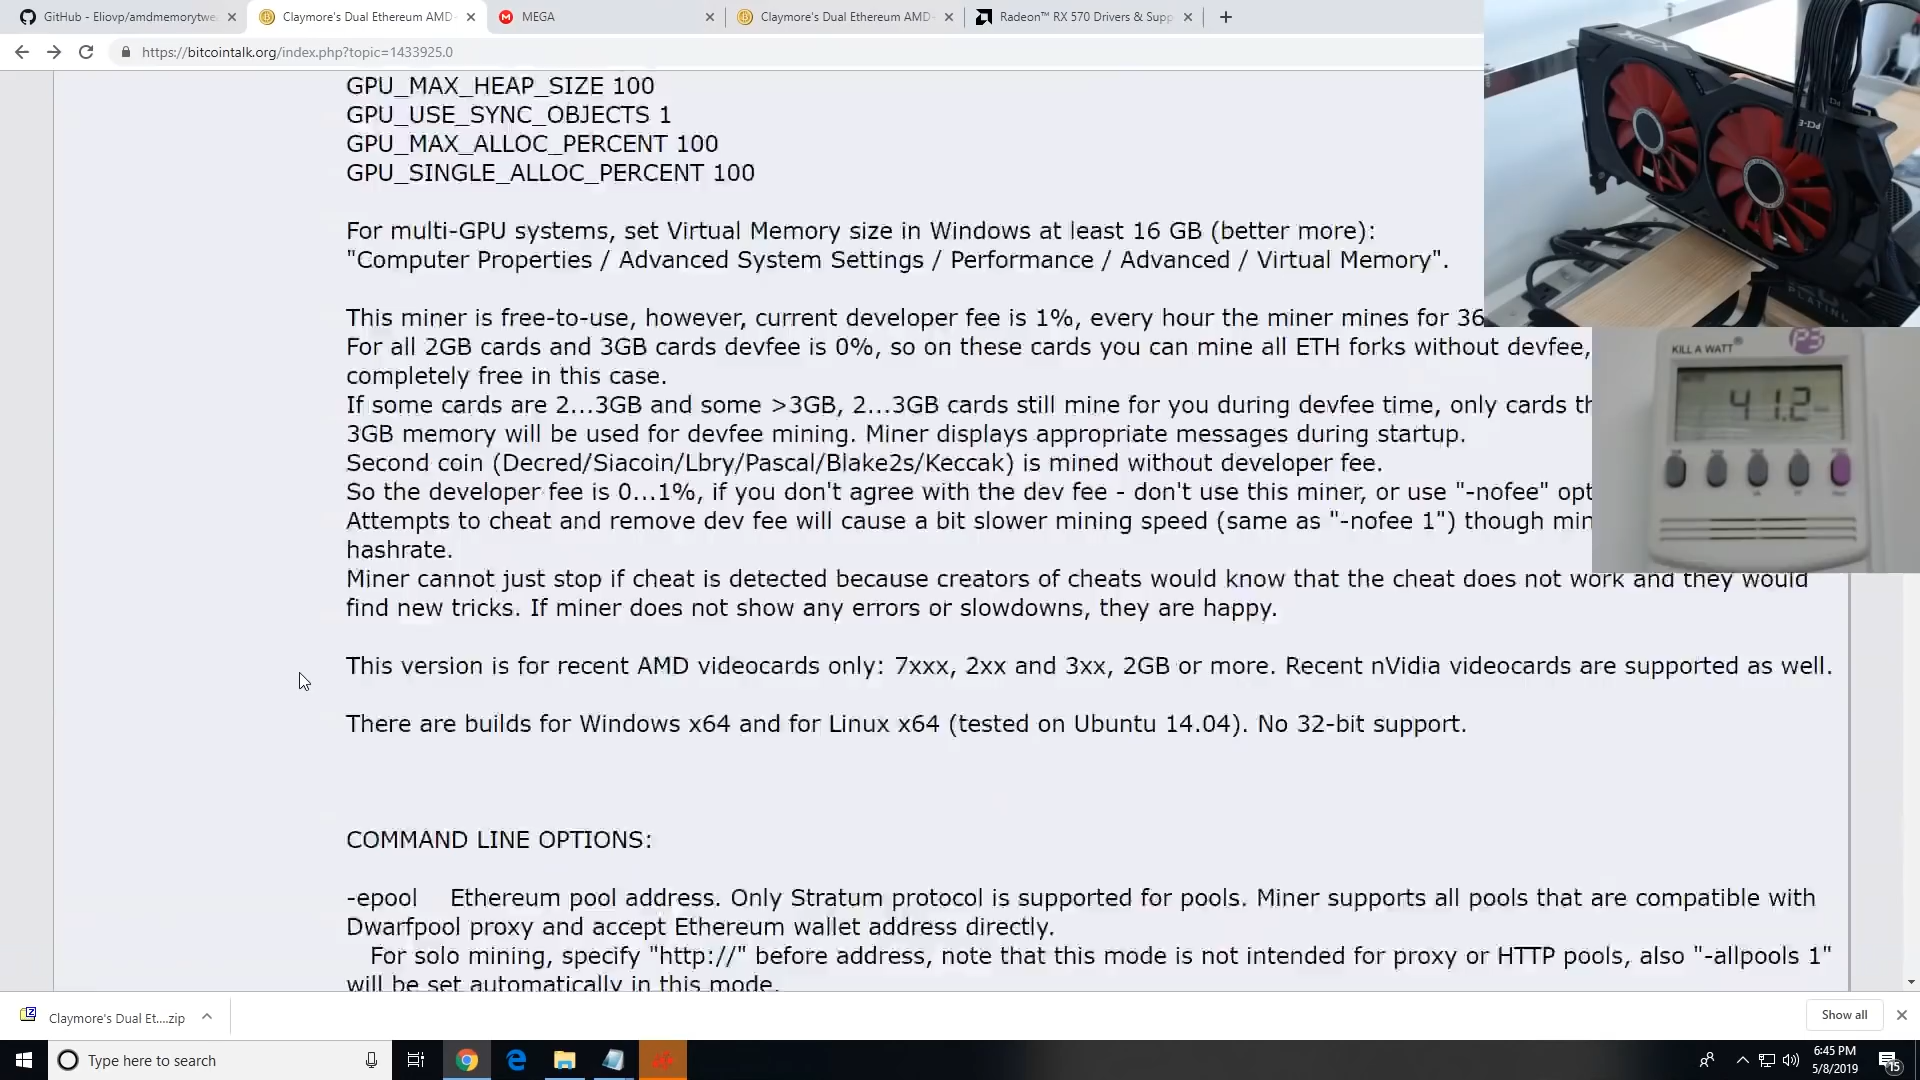 GitHub - Eliovp/amdmemorytwe
Claymore's Dual Ethereum AMD
MEGA
Claymore's Dual Ethereum AMD
Radeon™ RX 570 Drivers & Supp
https://bitcointalk.org/index.php?topic=1433925.0
GPU_MAX_HEAP_SIZE 100
GPU_USE_SYNC_OBJECTS 1
GPU_MAX_ALLOC_PERCENT 100
GPU_SINGLE_ALLOC_PERCENT 100
For multi-GPU systems, set Virtual Memory size in Windows at least 16 GB (better more):
"Computer Properties / Advanced System Settings / Performance / Advanced / Virtual Memory".
This miner is free-to-use, however, current developer fee is 1%, every hour the miner mines for 36
For all 2GB cards and 3GB cards devfee is 0%, so on these cards you can mine all ETH forks without devfee,
completely free in this case.
If some cards are 2...3GB and some >3GB, 2...3GB cards still mine for you during devfee time, only cards th
3GB memory will be used for devfee mining. Miner displays appropriate messages during startup.
Second coin (Decred/Siacoin/Lbry/Pascal/Blake2s/Keccak) is mined without developer fee.
So the developer fee is 0...1%, if you don't agree with the dev fee - don't use this miner, or use "-nofee" opt
Attempts to cheat and remove dev fee will cause a bit slower mining speed (same as "-nofee 1") though min
hashrate.
Miner cannot just stop if cheat is detected because creators of cheats would know that the cheat does not work and they would
find new tricks. If miner does not show any errors or slowdowns, they are happy.
This version is for recent AMD videocards only: 7xxx, 2xx and 3xx, 2GB or more. Recent nVidia videocards are supported as well.
There are builds for Windows x64 and for Linux x64 (tested on Ubuntu 14.04). No 32-bit support.
COMMAND LINE OPTIONS:
-epool Ethereum pool address. Only Stratum protocol is supported for pools. Miner supports all pools that are compatible with
Dwarfpool proxy and accept Ethereum wallet address directly.
For solo mining, specify "http://" before address, note that this mode is not intended for proxy or HTTP pools, also "-allpools 1"
will be set automatically in this mode.
XFX
PCI-E
KILL A WATT®
P3
41.2
Claymore's Dual Et....zip
Show all
Type here to search
6:45 PM
5/8/2019
15